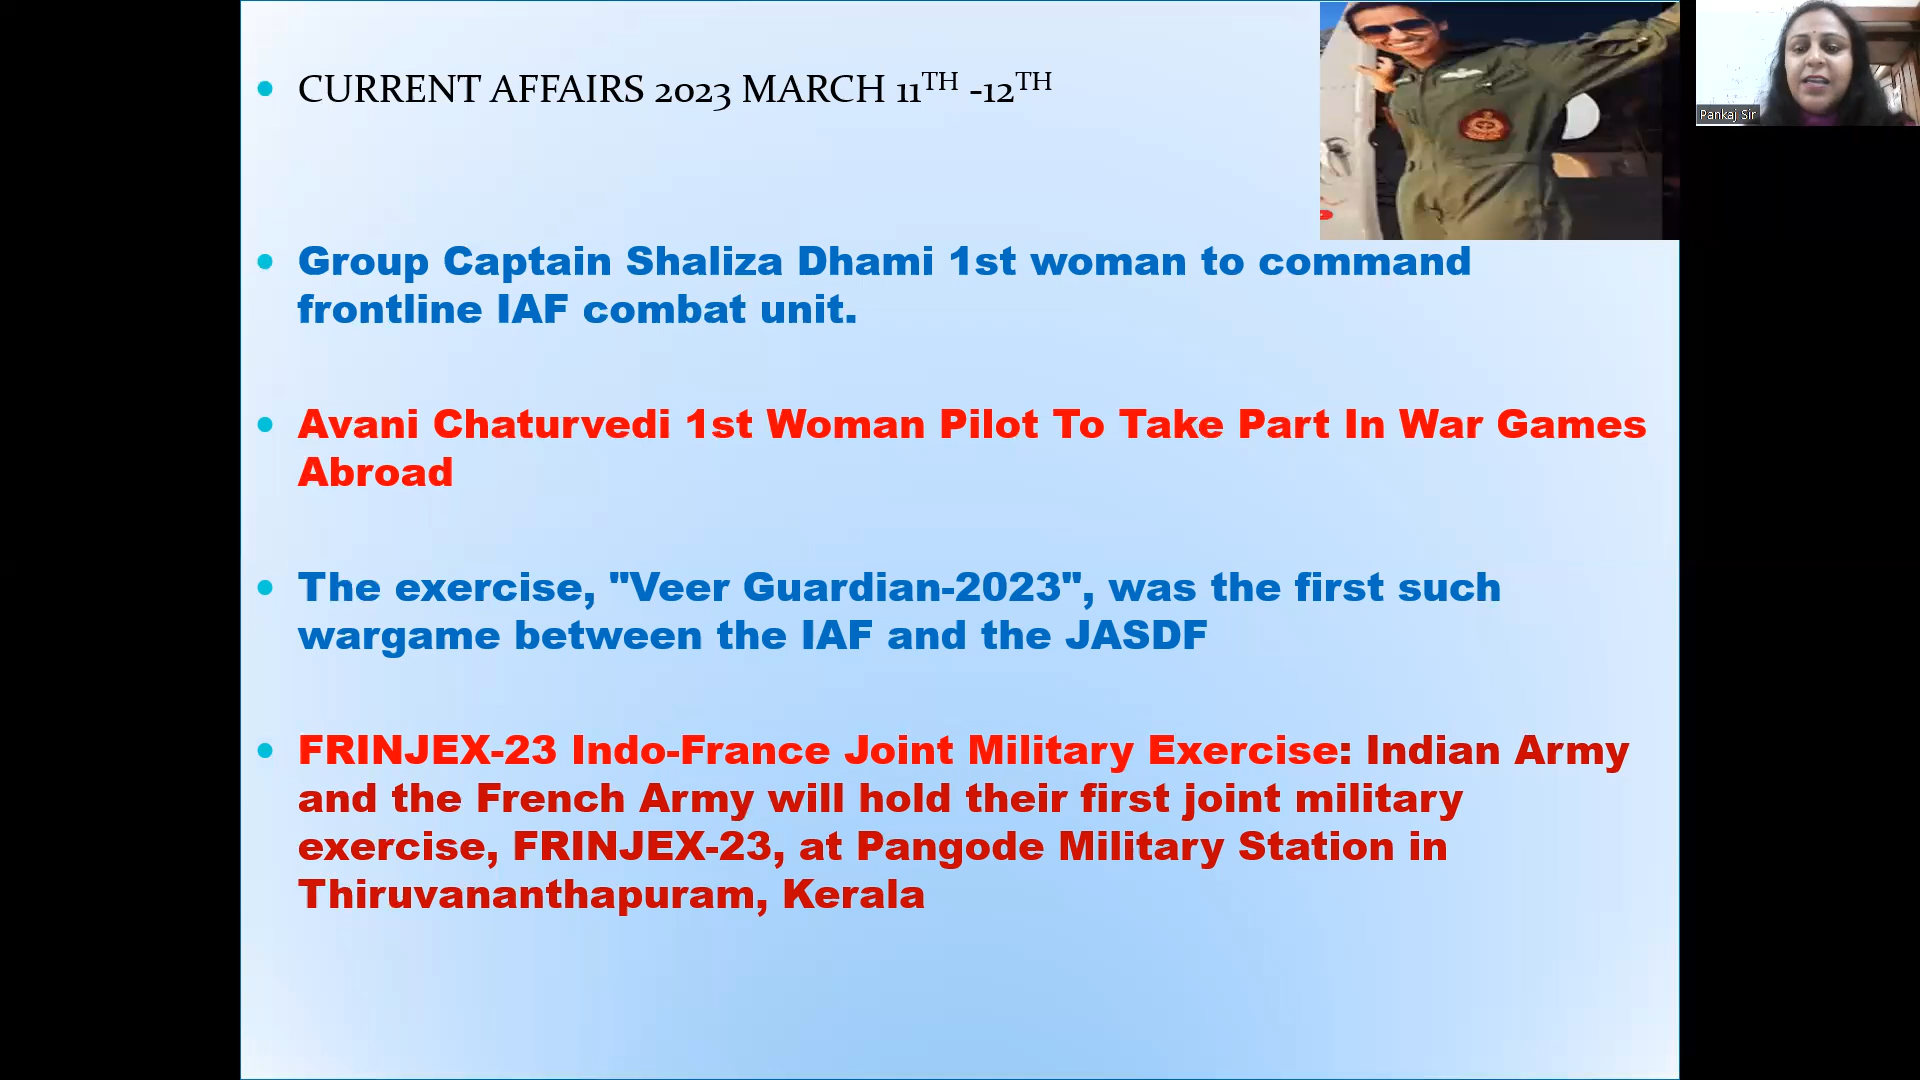 CURRENT AFFAIRS 2023 MARCH 11TH -12TH
Pankaj Sir
Group Captain Shaliza Dhami 1st woman to command
frontline IAF combat unit.
Avani Chaturvedi 1st Woman Pilot To Take Part In War Games
Abroad
The exercise, "Veer Guardian-2023", was the first such
wargame between the IAF and the JASDF
FRINJEX-23 Indo-France Joint Military Exercise: Indian Army
and the French Army will hold their first joint military
exercise, FRINJEX-23, at Pangode Military Station in
Thiruvananthapuram, Kerala